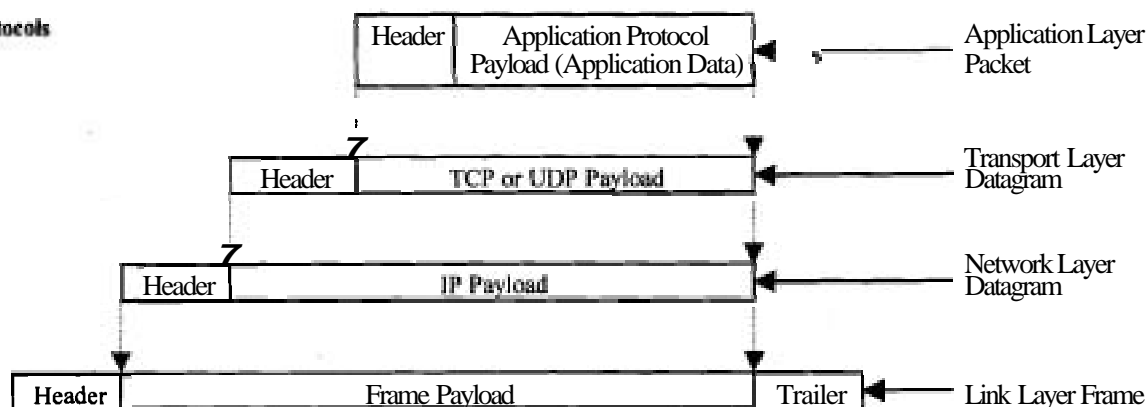 Header
Application Protocol
Payload (Application Data)
Application Layer
Packet
Header
TCP or UDP Payload
Transport Layer
Datagram
Header
IP Payload
Network Layer
Datagram
Header
Frame Payload
Trailer
Link Layer Frame